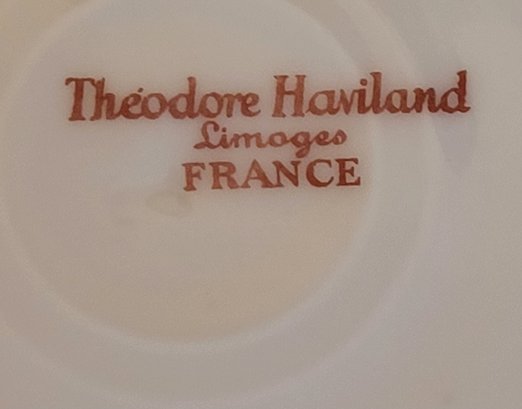 Théodore Haviland
Limoges
FRANCE